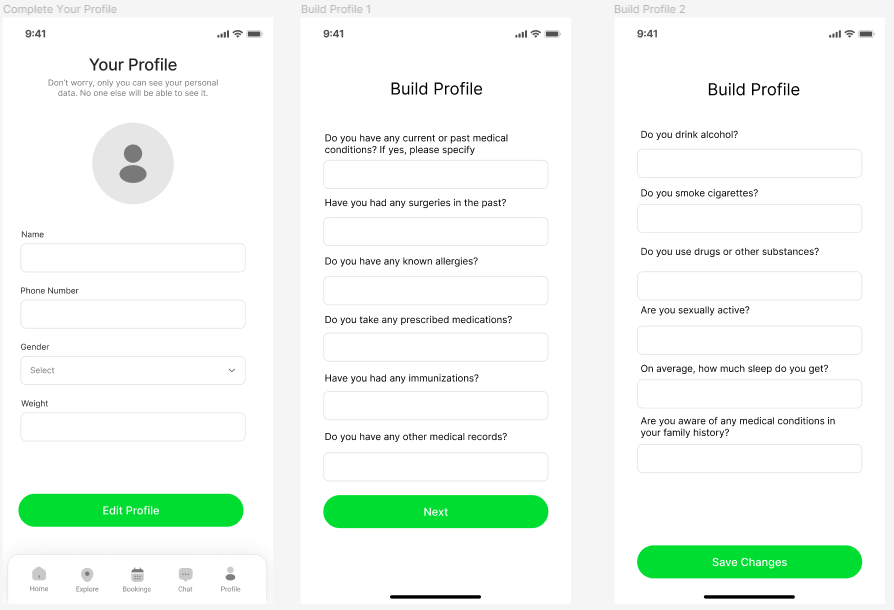 Complete Your Profile
9:41
Your Profile
Don't worry, only you can see your personal
data. No one else will be able to see it.
Name
Phone Number
Gender
Select
Weight
Edit Profile
Home
Explore
Bookings
Chat
Profile
Build Profile 1
9:41
Build Profile
Do you have any current or past medical
conditions? If yes, please specify
Have you had any surgeries in the past?
Do you have any known allergies?
Do you take any prescribed medications?
Have you had any immunizations?
Do you have any other medical records?
Next
Build Profile 2
9:41
Build Profile
Do you drink alcohol?
Do you smoke cigarettes?
Do you use drugs or other substances?
Are you sexually active?
On average, how much sleep do you get?
Are you aware of any medical conditions in
your family history?
Save Changes